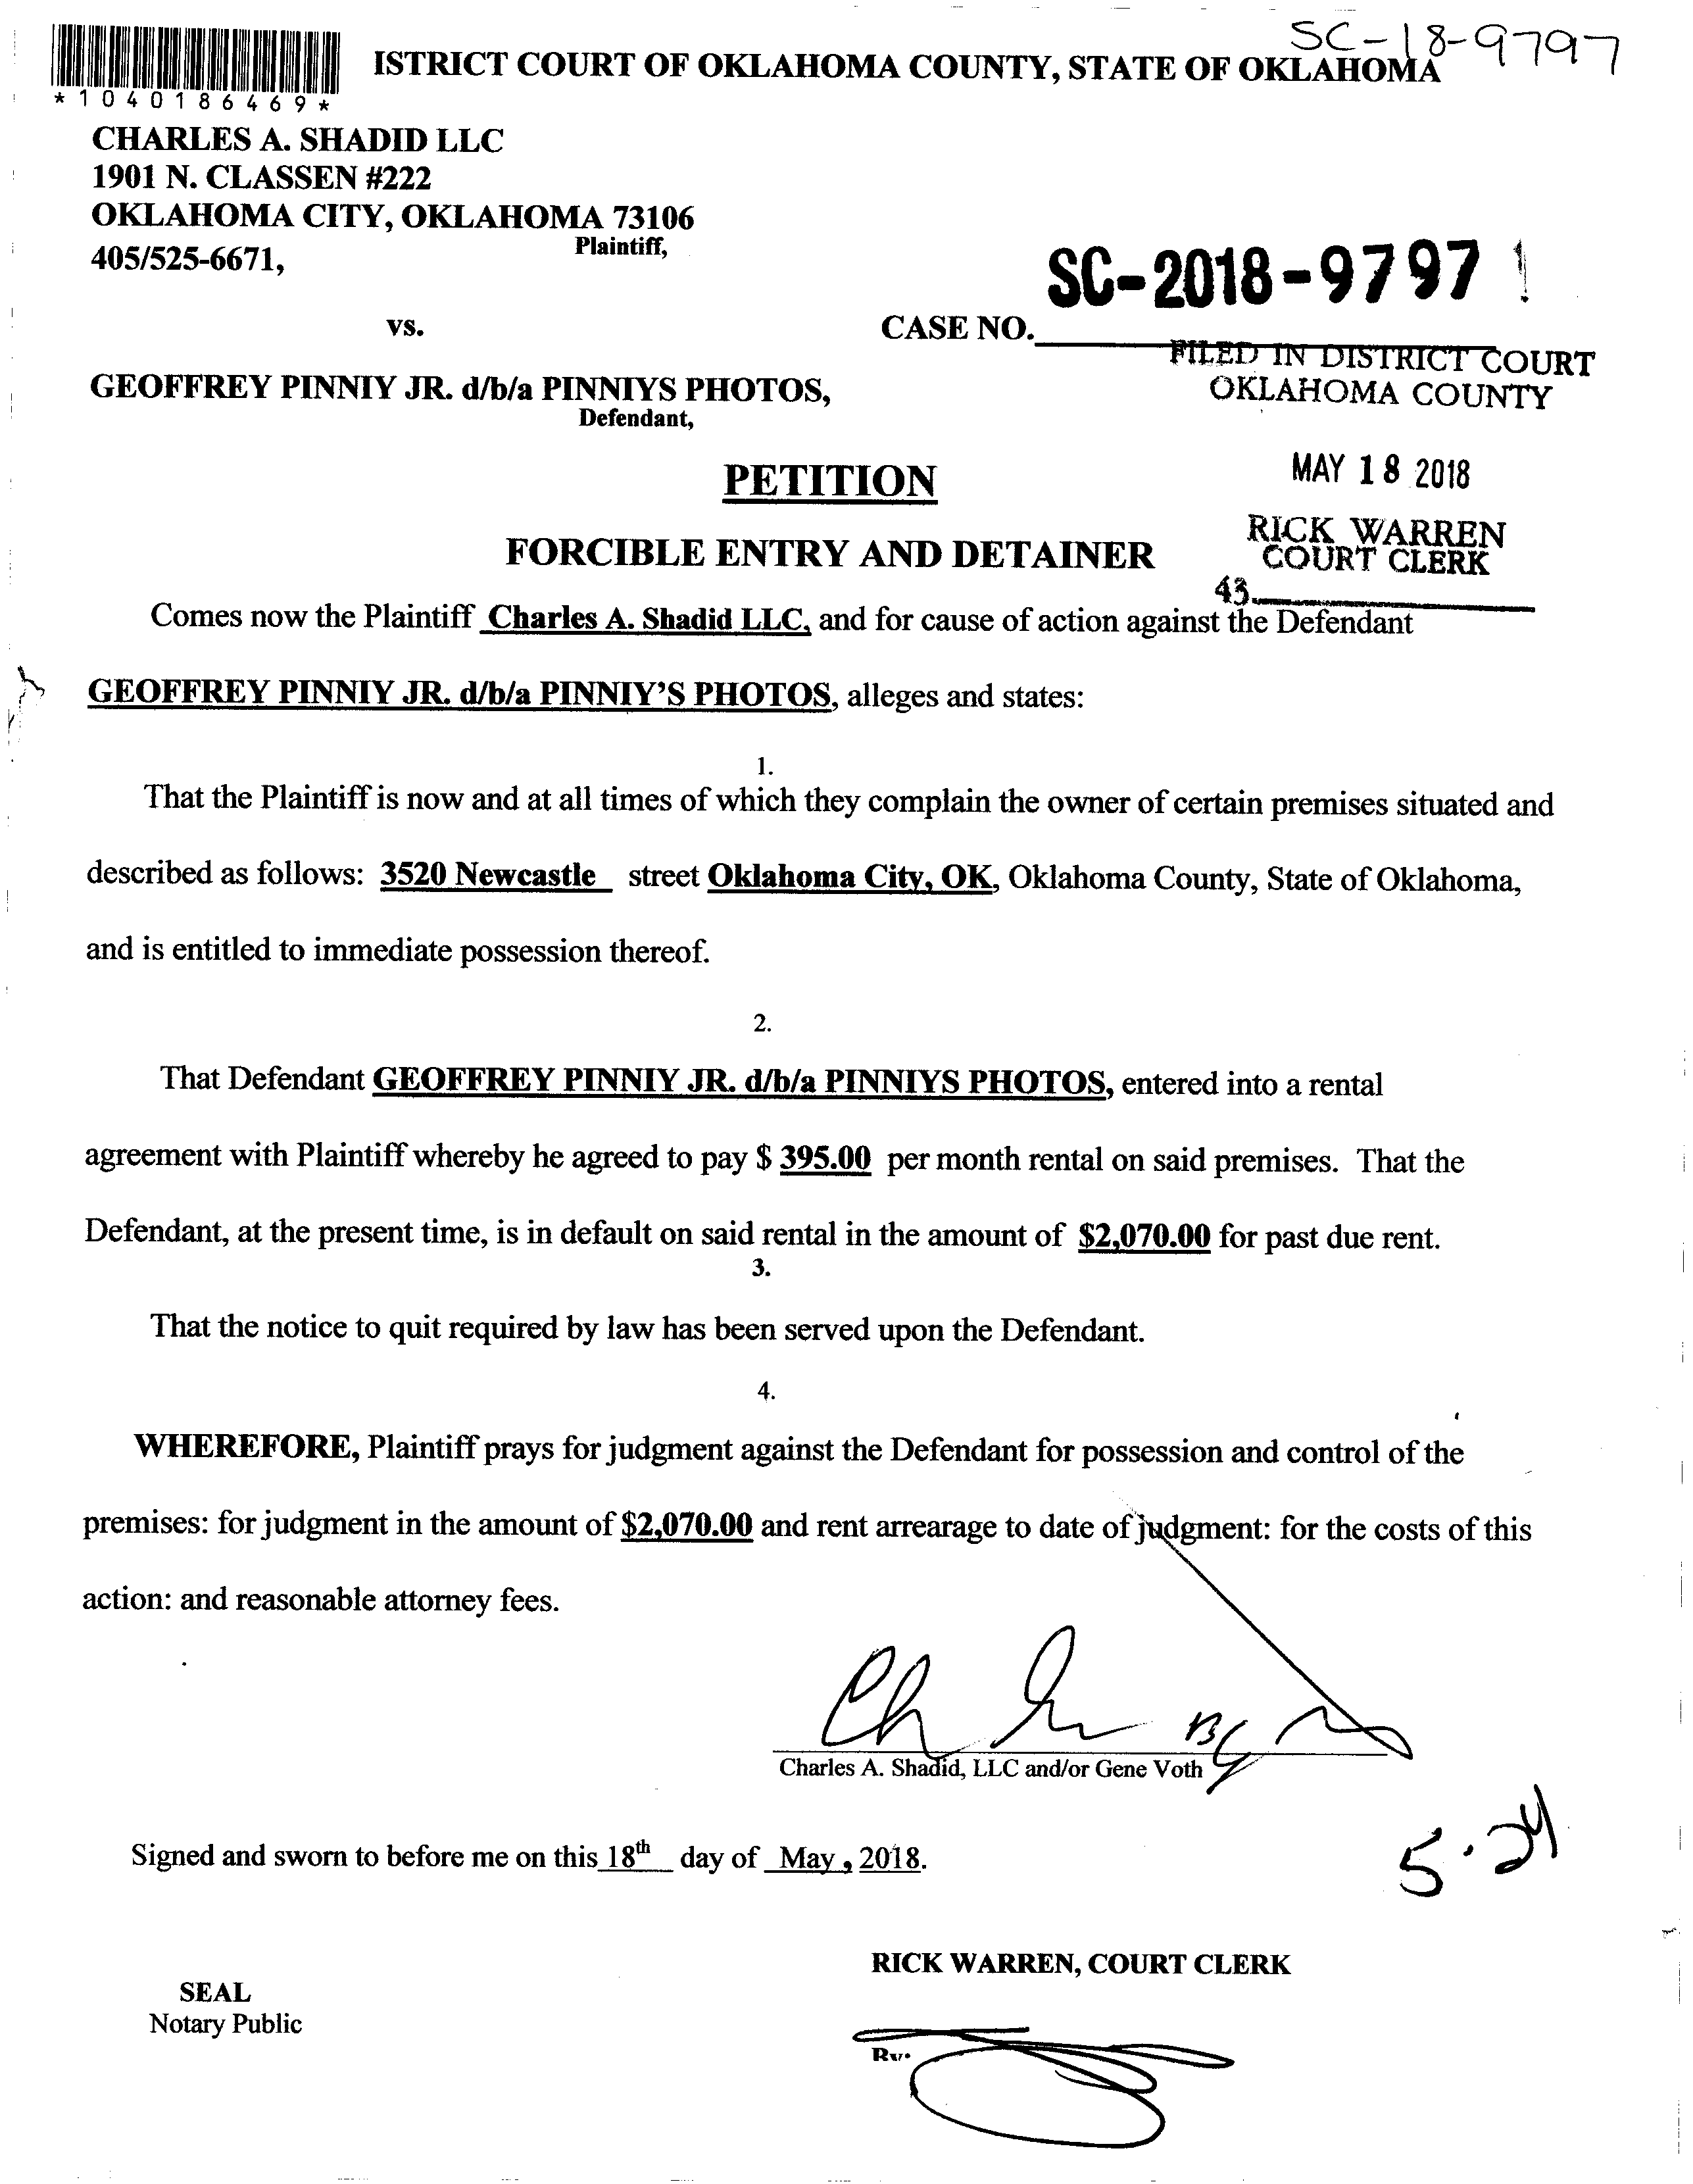 SC-18-9797
ISTRICT COURT OF OKLAHOMA COUNTY, STATE OF OKLAHOMA
*1040186469*
CHARLES A. SHADID LLC
1901 N. CLASSEN #222
OKLAHOMA CITY, OKLAHOMA 73106
Plaintiff,
405/525-6671,
SC-2018-9797
vs.
CASE NO.
FILED IN DISTRICT COURT
OKLAHOMA COUNTY
GEOFFREY PINNIY JR. d/b/a PINNIYS PHOTOS,
Defendant,
MAY 18 2018
PETITION
RICK WARREN
COURT CLERK
FORCIBLE ENTRY AND DETAINER
43
Comes now the Plaintiff Charles A. Shadid LLC, and for cause of action against the Defendant
GEOFFREY PINNIY JR. d/b/a PINNIY'S PHOTOS, alleges and states:
1.
That the Plaintiff is now and at all times of which they complain the owner of certain premises situated and
described as follows: 3520 Newcastle street Oklahoma City, OK, Oklahoma County, State of Oklahoma,
and is entitled to immediate possession thereof.
2.
That Defendant GEOFFREY PINNIY JR. d/b/a PINNIYS PHOTOS, entered into a rental
agreement with Plaintiff whereby he agreed to pay $ 395.00 per month rental on said premises. That the
Defendant, at the present time, is in default on said rental in the amount of $2,070.00 for past due rent.
3.
That the notice to quit required by law has been served upon the Defendant.
4.
WHEREFORE, Plaintiff prays for judgment against the Defendant for possession and control of the
premises: for judgment in the amount of $2,070.00 and rent arrearage to date of judgment: for the costs of this
action: and reasonable attorney fees.
Charles A. Shadid, LLC and/or Gene Voth
5.24
Signed and sworn to before me on this 18th day of May, 2018.
RICK WARREN, COURT CLERK
SEAL
Notary Public
By: